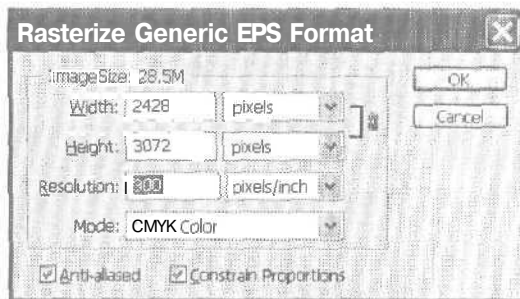 Rasterize Generic EPS Format
Image Size: 28.5M
OK
Width: 2428 pixels
Cancel
Height: 3072 pixels
Resolution: 300 pixels/inch
Mode: CMYK Color
Anti-aliased Constrain Proportions